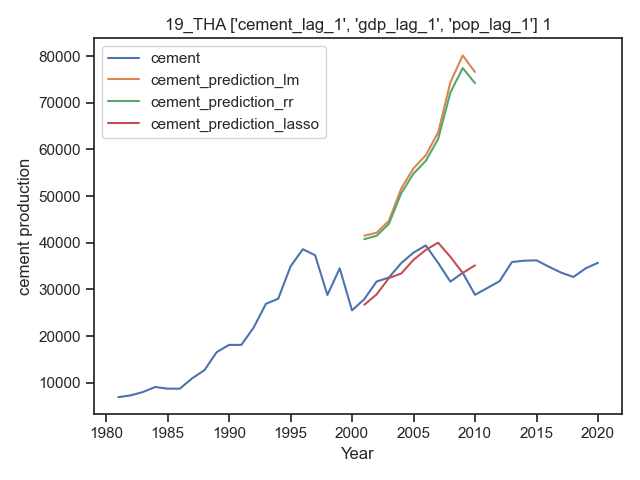 19_THA ['cement_lag_1', 'gdp_lag_1', 'pop_lag_1'] 1
cement
cement_prediction_lm
cement_prediction_rr
cement_prediction_lasso
80000
70000
60000
50000
40000
30000
20000
10000
cement production
1980 1985 1990 1995 2000 2005 2010 2015 2020
Year